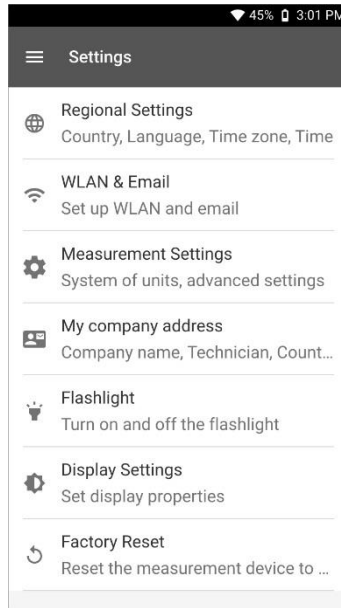 45% 3:01 PM
Settings
Regional Settings
Country, Language, Time zone, Time
WLAN & Email
Set up WLAN and email
Measurement Settings
System of units, advanced settings
My company address
Company name, Technician, Count...
Flashlight
Turn on and off the flashlight
Display Settings
Set display properties
Factory Reset
Reset the measurement device to ...